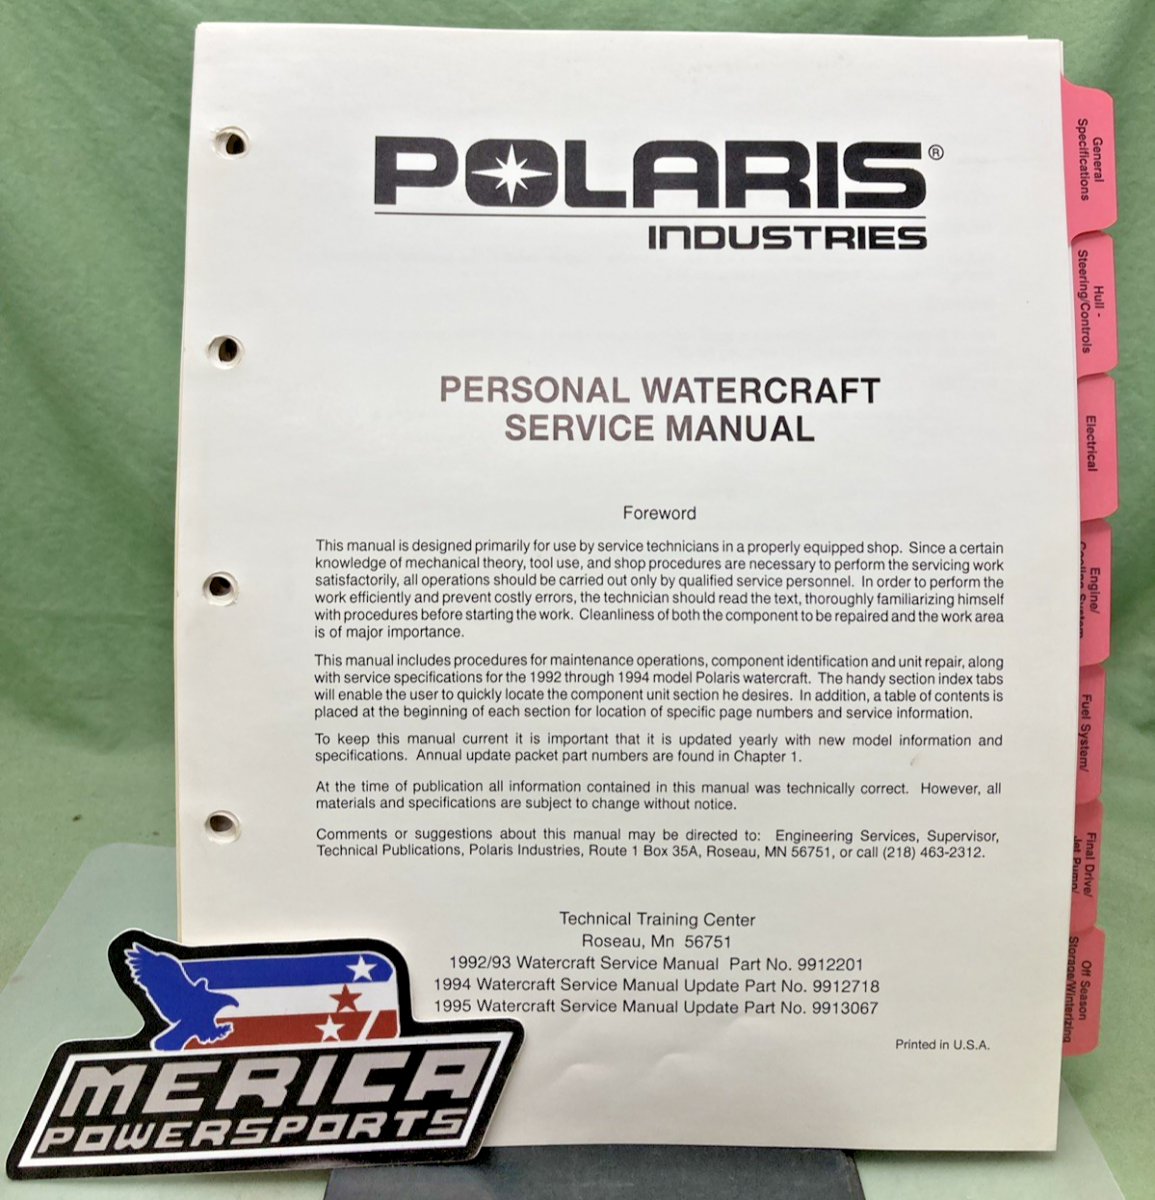 POLARIS®
INDUSTRIES
PERSONAL WATERCRAFT
SERVICE MANUAL
Foreword
This manual is designed primarily for use by service technicians in a properly equipped shop. Since a certain
knowledge of mechanical theory, tool use, and shop procedures are necessary to perform the servicing work
satisfactorily, all operations should be carried out only by qualified service personnel. In order to perform the
work efficiently and prevent costly errors, the technician should read the text, thoroughly familiarizing himself
with procedures before starting the work. Cleanliness of both the component to be repaired and the work area
is of major importance.
This manual includes procedures for maintenance operations, component identification and unit repair, along
with service specifications for the 1992 through 1994 model Polaris watercraft. The handy section index tabs
will enable the user to quickly locate the component unit section he desires. In addition, a table of contents is
placed at the beginning of each section for location of specific page numbers and service information.
To keep this manual current it is important that it is updated yearly with new model information and
specifications. Annual update packet part numbers are found in Chapter 1.
At the time of publication all information contained in this manual was technically correct. However, all
materials and specifications are subject to change without notice.
Comments or suggestions about this manual may be directed to: Engineering Services, Supervisor,
Technical Publications, Polaris Industries, Route 1 Box 35A, Roseau, MN 56751, or call (218) 463-2312.
Technical Training Center
Roseau, Mn 56751
1992/93 Watercraft Service Manual Part No. 9912201
1994 Watercraft Service Manual Update Part No. 9912718
1995 Watercraft Service Manual Update Part No. 9913067
Printed in U.S.A.
General
Specifications
Hull -
Steering/Controls
Electrical
Engine/
Cooling System
Fuel System/
Final Drive/
Jet Pump/
Off Season
Storage/Winterizing
MERICA
POWERSPORTS